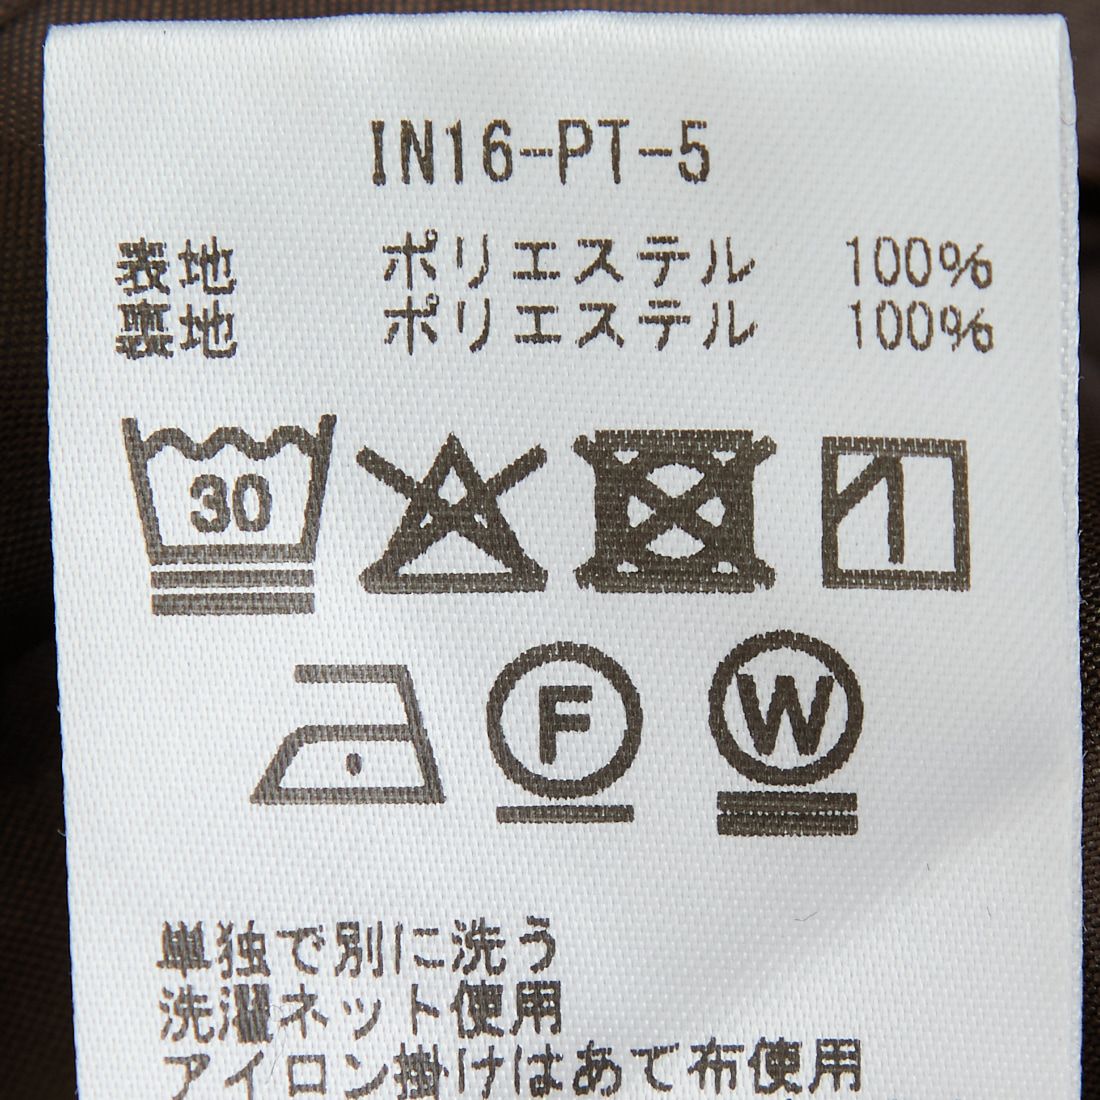 IN16-PT-5
表地 ポリエステル 100%
裏地 ポリエステル 100%
30
F W
単独で別に洗う
洗濯ネット使用
アイロン掛けはあて布使用